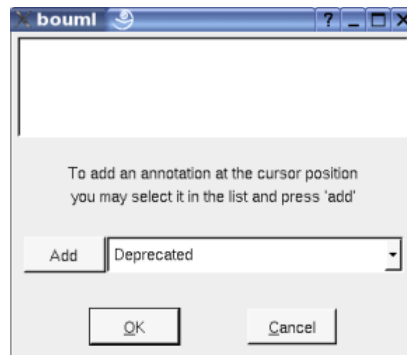 bouml
To add an annotation at the cursor position
you may select it in the list and press 'add'
Add
Deprecated
OK
Cancel